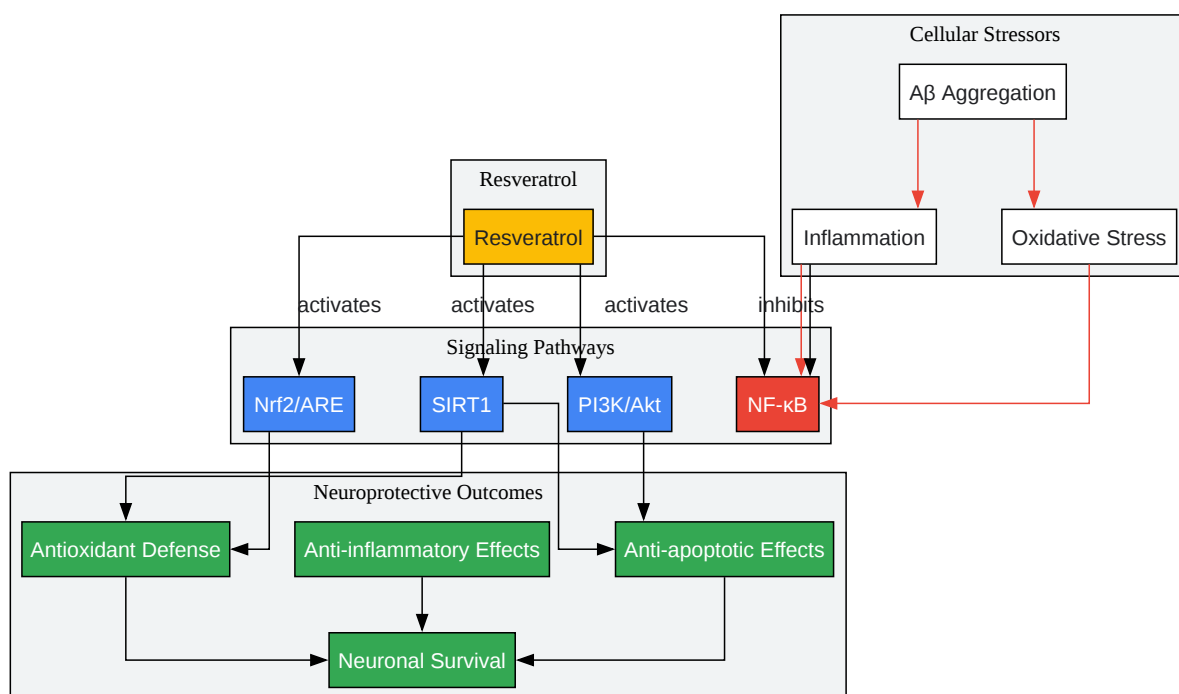 Cellular Stressors
Aβ Aggregation
Resveratrol
Resveratrol
Inflammation
Oxidative Stress
activates
activates
activates
inhibits
Signaling Pathways
Nrf2/ARE
SIRT1
PI3K/Akt
NF-κB
Neuroprotective Outcomes
Antioxidant Defense
Anti-inflammatory Effects
Anti-apoptotic Effects
Neuronal Survival